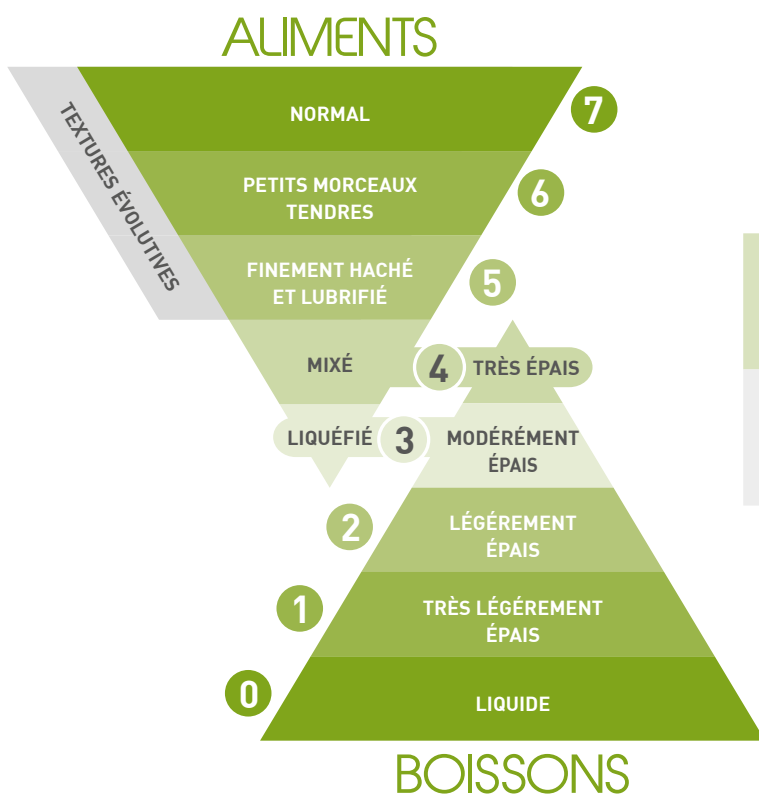 ALIMENTS
TEXTURES ÉVOLUTIVES
NORMAL
7
PETITS MORCEAUX
TENDRES
6
FINEMENT HACHÉ
ET LUBRIFIÉ
5
MIXÉ
4
TRÈS ÉPAIS
LIQUÉFIÉ
3
MODÉRÉMENT
ÉPAIS
2
LÉGÉREMENT
ÉPAIS
1
TRÈS LÉGÉREMENT
ÉPAIS
0
LIQUIDE
BOISSONS